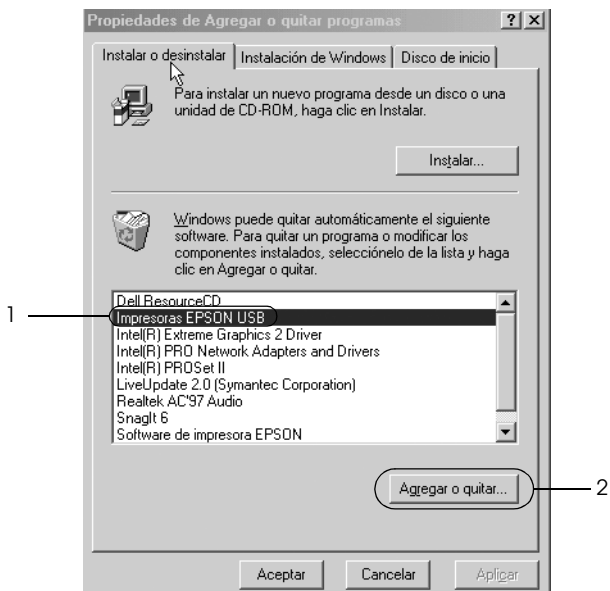 Propiedades de Agregar o quitar programas
Instalar o desinstalar Instalación de Windows Disco de inicio
Para instalar un nuevo programa desde un disco o una
unidad de CD-ROM, haga clic en Instalar.
Instalar...
Windows puede quitar automáticamente el siguiente
software. Para quitar un programa o modificar los
componentes instalados, selecciónelo de la lista y haga
clic en Agregar o quitar.
Dell ResourceCD
1 Impresoras EPSON USB
Intel(R) Extreme Graphics 2 Driver
Intel(R) PRO Network Adapters and Drivers
Intel(R) PROSet II
LiveUpdate 2.0 (Symantec Corporation)
Realtek AC'97 Audio
SnagIt 6
Software de impresora EPSON
Agregar o quitar... 2
Aceptar Cancelar Aplicar